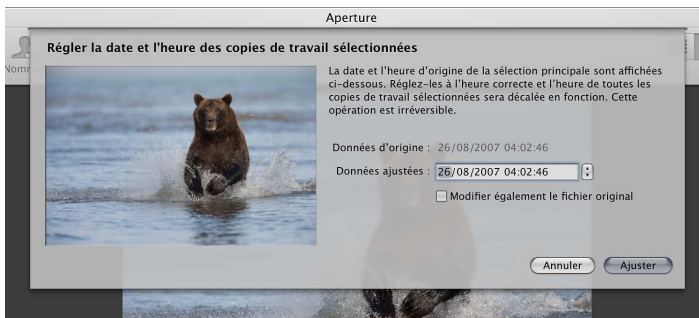 Aperture
Régler la date et l'heure des copies de travail sélectionnées
La date et l'heure d'origine de la sélection principale sont affichées
ci-dessous. Réglez-les à l'heure correcte et l'heure de toutes les
copies de travail sélectionnées sera décalée en fonction. Cette
opération est irréversible.
Données d'origine : 26/08/2007 04:02:46
Données ajustées : 26/08/2007 04:02:46
Modifier également le fichier original
Annuler Ajuster